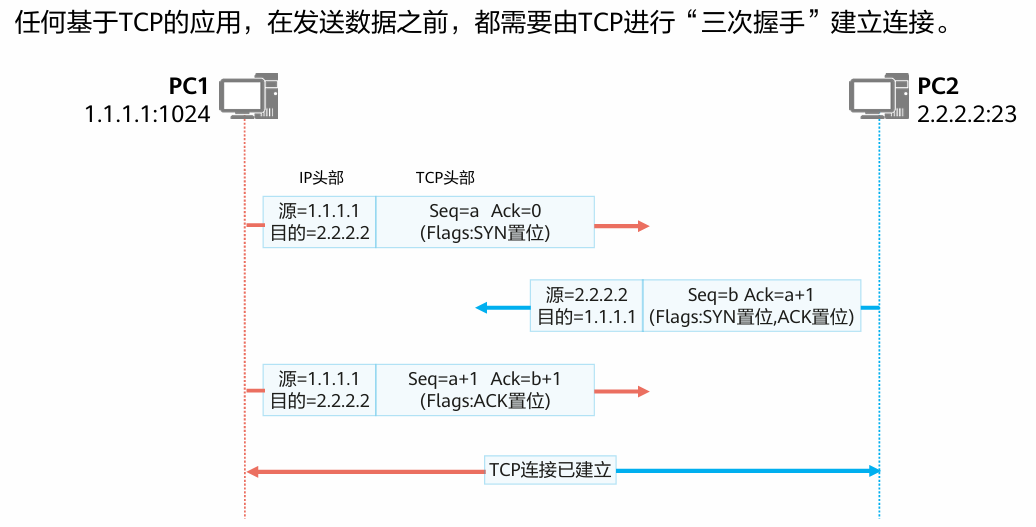 任何基于TCP的应用，在发送数据之前，都需要由TCP进行“三次握手”建立连接。
PC1
1.1.1.1:1024
PC2
2.2.2.2:23
IP头部
TCP头部
源=1.1.1.1
目的=2.2.2.2
Seq=a Ack=0
(Flags:SYN置位)
源=2.2.2.2
目的=1.1.1.1
Seq=b Ack=a+1
(Flags:SYN置位,ACK置位)
源=1.1.1.1
目的=2.2.2.2
Seq=a+1 Ack=b+1
(Flags:ACK置位)
TCP连接已建立